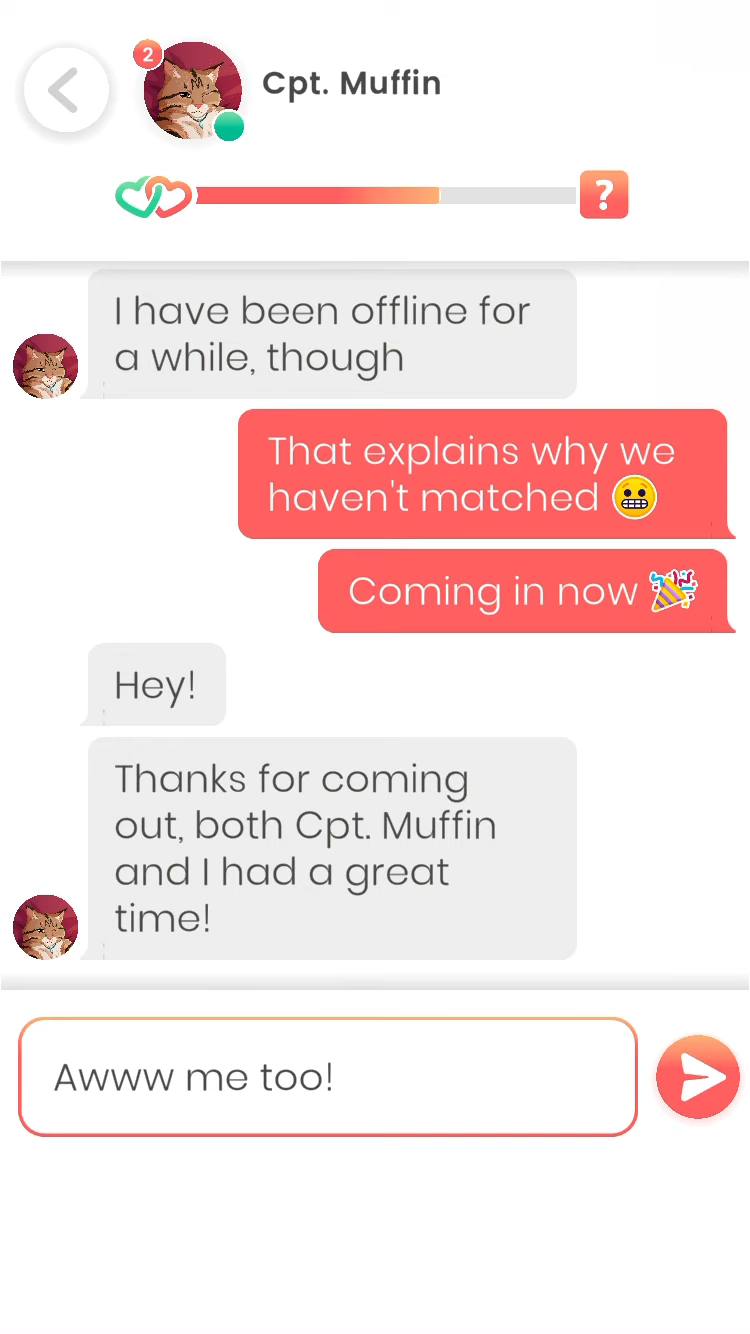 2
Cpt. Muffin
?
I have been offline for
a while, though
That explains why we
haven't matched 😬
Coming in now 🎉
Hey!
Thanks for coming
out, both Cpt. Muffin
and I had a great
time!
Awww me too!